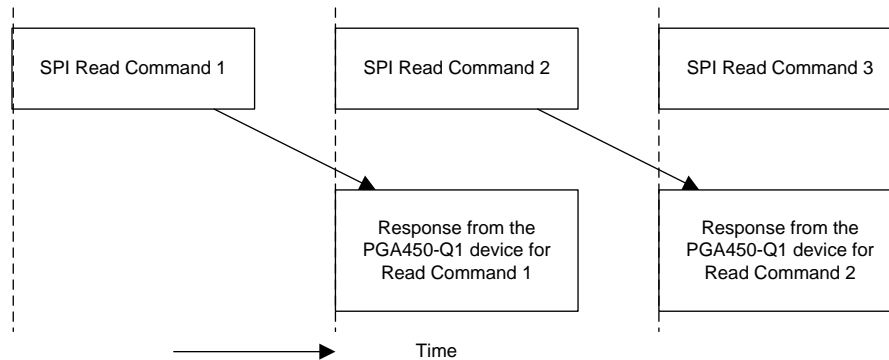 SPI Read Command 1
SPI Read Command 2
SPI Read Command 3
Response from the
PGA450-Q1 device for
Read Command 1
Response from the
PGA450-Q1 device for
Read Command 2
Time